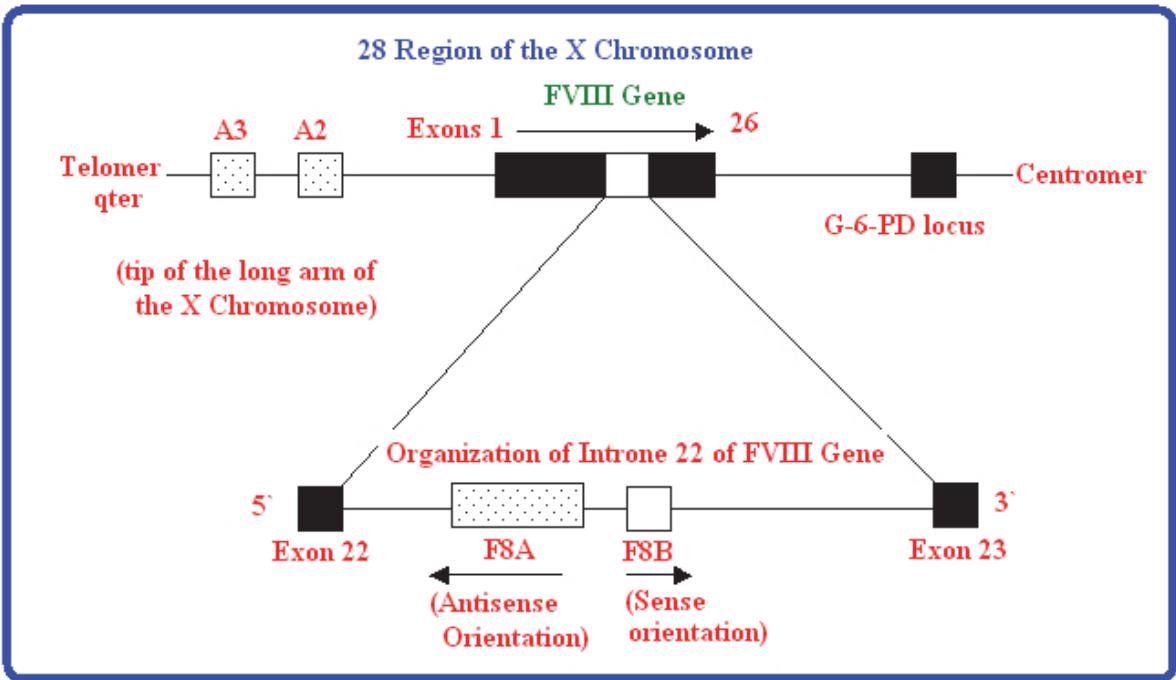 28 Region of the X Chromosome
FVIII Gene
Exons 1
26
A3
A2
Telomer
qter
Centromer
G-6-PD locus
(tip of the long arm of
the X Chromosome)
Organization of Introne 22 of FVIII Gene
5`
3`
Exon 22
F8A
F8B
Exon 23
(Antisense
Orientation)
(Sense
orientation)